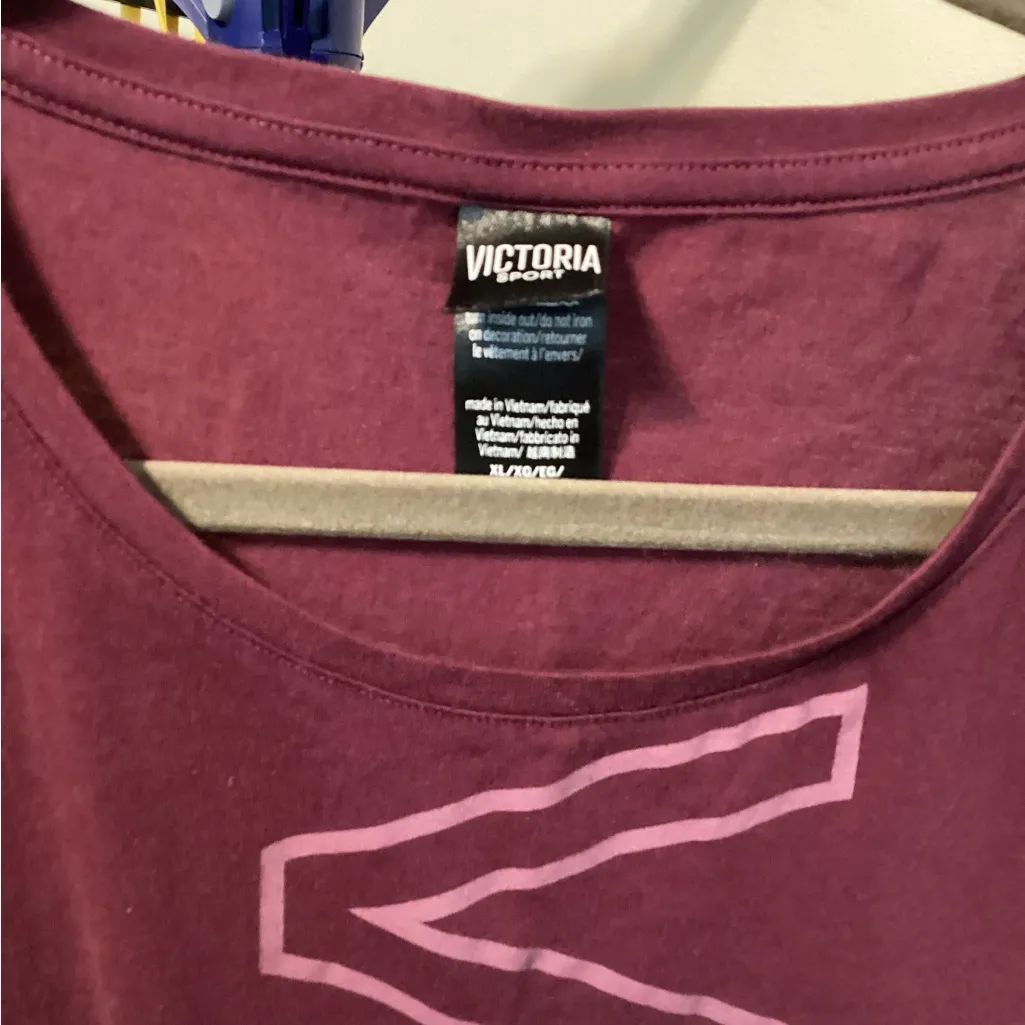 VICTORIA
SPORT
turn inside out/do not iron
on decoration/retourner
le vêtement à l'envers/
made in Vietnam/fabriqué
au Vietnam/hecho en
Vietnam/fabbricato in
Vietnam/ 越南制造
XL/XG/EG/